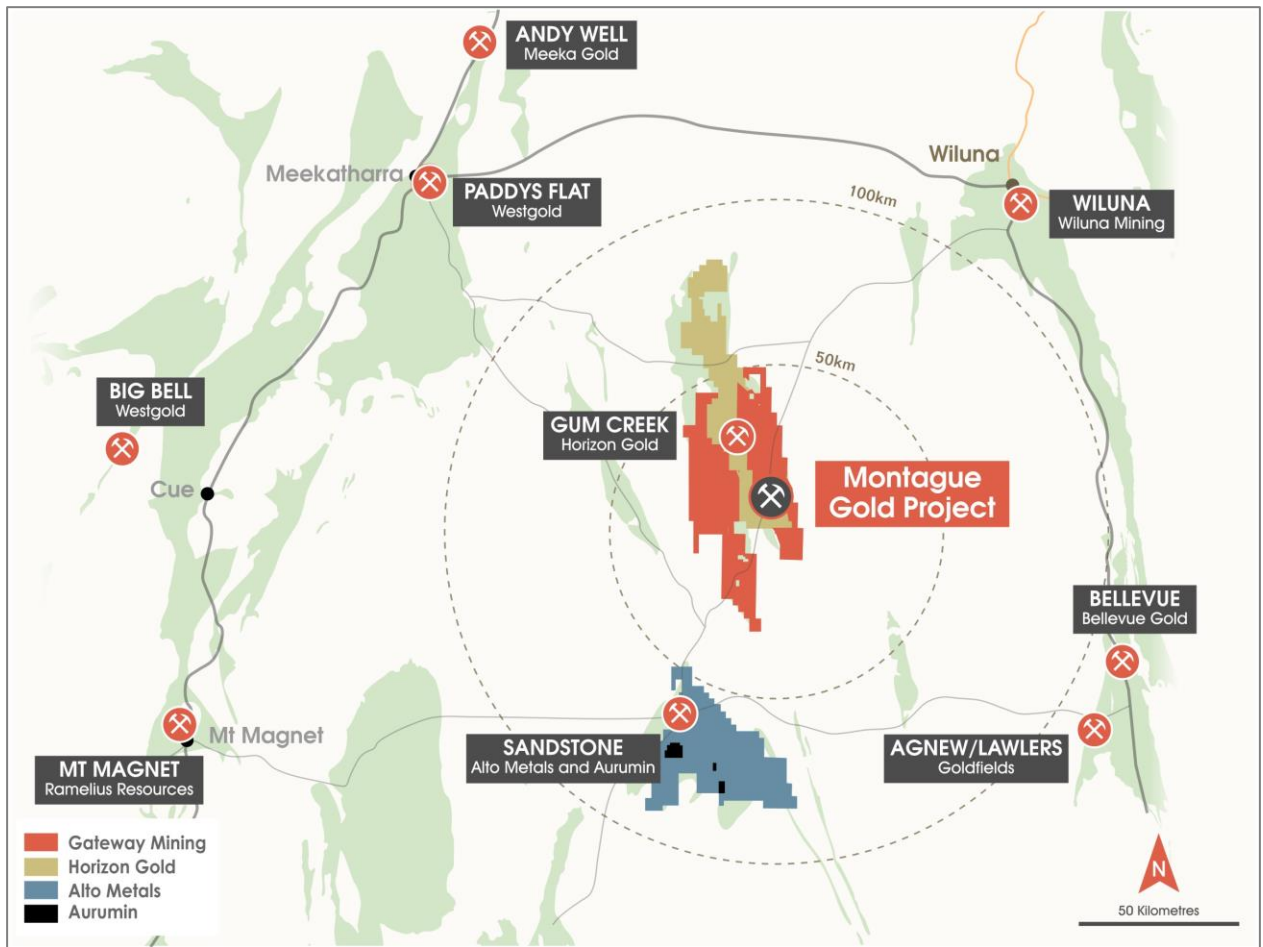 ANDY WELL
Meeka Gold
Meekatharra
PADDYS FLAT
Westgold
Wiluna
WILUNA
Wiluna Mining
100km
50km
BIG BELL
Westgold
Cue
GUM CREEK
Horizon Gold
Montague
Gold Project
BELLEVUE
Bellevue Gold
Mt Magnet
MT MAGNET
Ramelius Resources
SANDSTONE
Alto Metals and Aurumin
AGNEW/LAWLERS
Goldfields
Gateway Mining
Horizon Gold
Alto Metals
Aurumin
N
50 Kilometres